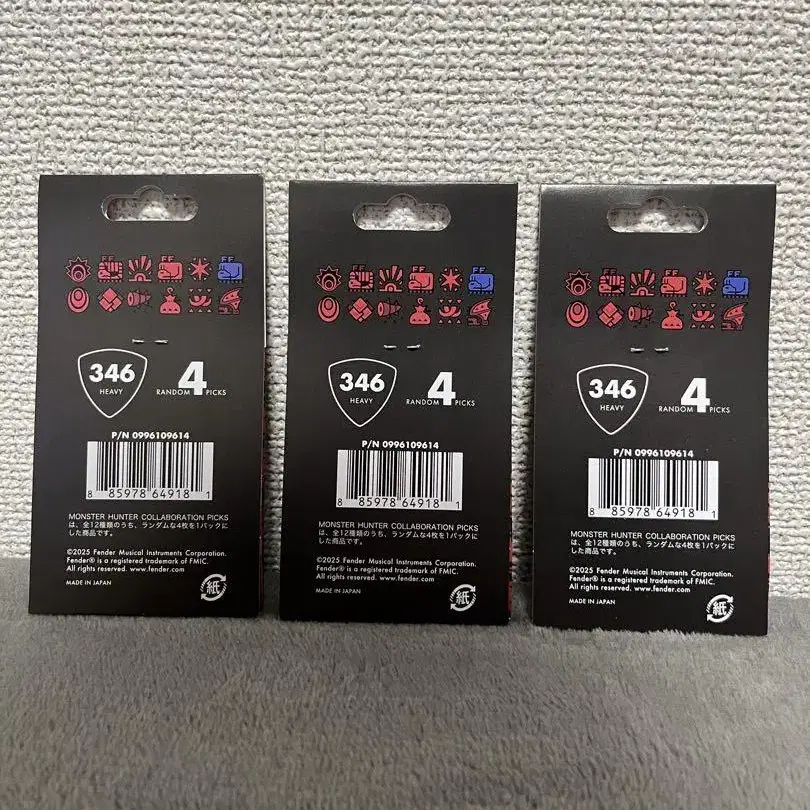 346
HEAVY
RANDOM 4 PICKS
P/N 0996109614
8 85978 64918 1
MONSTER HUNTER COLLABORATION PICKS
は、全12種類のうち、ランダムな4枚を1パックに
した商品です。
©2025 Fender Musical Instruments Corporation.
Fender® is a registered trademark of FMIC.
All rights reserved. www.fender.com
MADE IN JAPAN
紙
346
HEAVY
RANDOM 4 PICKS
P/N 0996109614
8 85978 64918 1
MONSTER HUNTER COLLABORATION PICKS
は、全12種類のうち、ランダムな4枚を1パックに
した商品です。
©2025 Fender Musical Instruments Corporation.
Fender® is a registered trademark of FMIC.
All rights reserved. www.fender.com
MADE IN JAPAN
紙
346
HEAVY
RANDOM 4 PICKS
P/N 0996109614
8 85978 64918 1
MONSTER HUNTER COLLABORATION PICKS
は、全12種類のうち、ランダムな4枚を1パックに
した商品です。
©2025 Fender Musical Instruments Corporation.
Fender® is a registered trademark of FMIC.
All rights reserved. www.fender.com
MADE IN JAPAN
紙